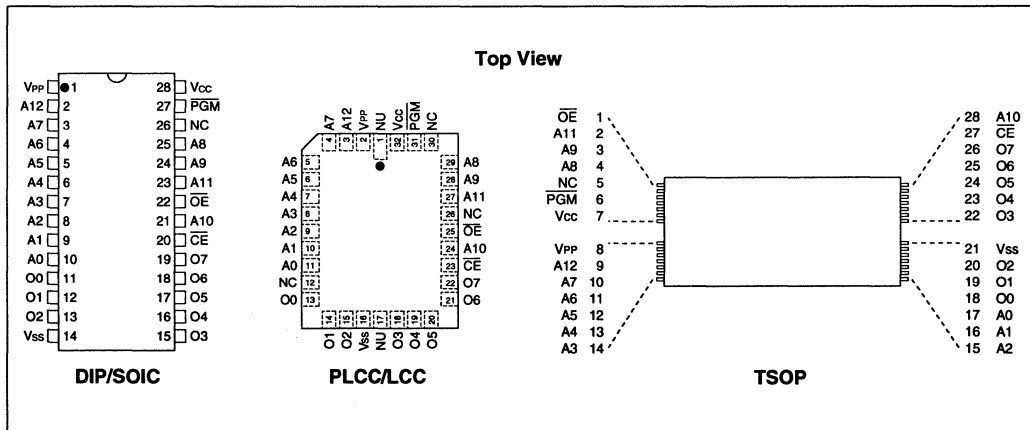 Top View
VPP 1 28 Vcc
A12 2 27 PGM
A7 3 26 NC
A6 4 25 A8
A5 5 24 A9
A4 6 23 A11
A3 7 22 OE
A2 8 21 A10
A1 9 20 CE
A0 10 19 O7
O0 11 18 O6
O1 12 17 O5
O2 13 16 O4
Vss 14 15 O3
DIP/SOIC
A7 A12 VPP NU Vcc PGM NC
4 3 2 1 32 31 30
A6 5 29 A8
A5 6 28 A9
A4 7 27 A11
A3 8 26 NC
A2 9 25 OE
A1 10 24 A10
A0 11 23 CE
NC 12 22 O7
O0 13 21 O6
14 15 16 17 18 19 20
O1 O2 Vss NU O3 O4 O5
PLCC/LCC
OE 1 28 A10
A11 2 27 CE
A9 3 26 O7
A8 4 25 O6
NC 5 24 O5
PGM 6 23 O4
Vcc 7 22 O3
VPP 8 21 Vss
A12 9 20 O2
A7 10 19 O1
A6 11 18 O0
A5 12 17 A0
A4 13 16 A1
A3 14 15 A2
TSOP